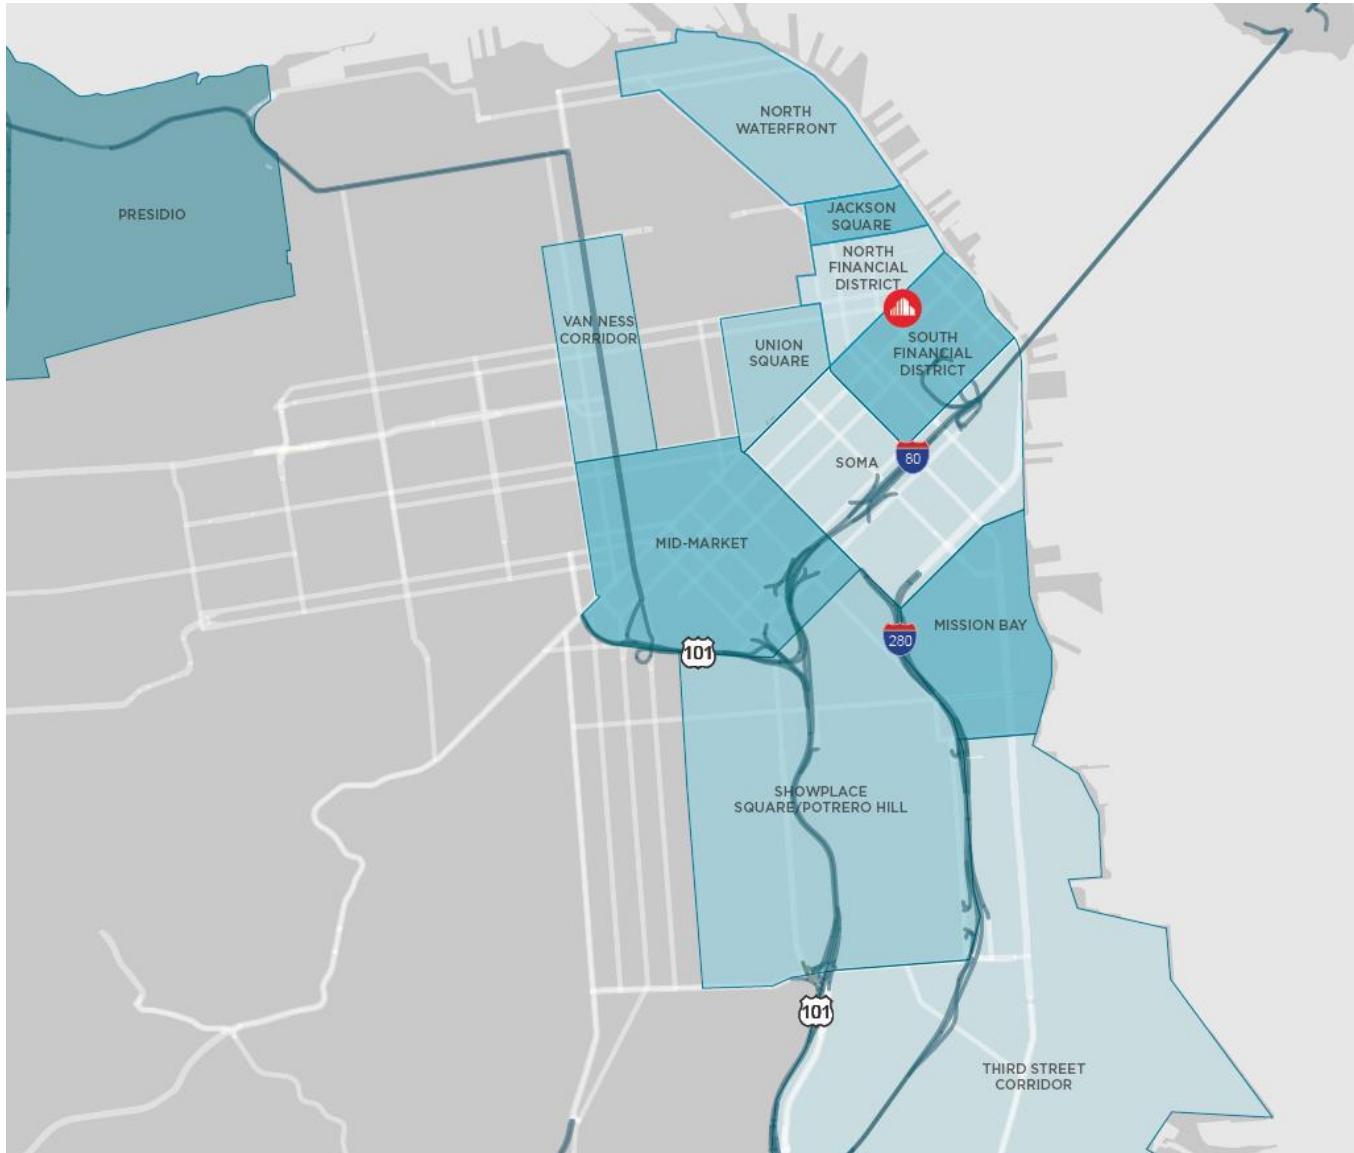 NORTH
WATERFRONT
PRESIDIO
JACKSON
SQUARE
NORTH
FINANCIAL
DISTRICT
VAN NESS
CORRIDOR
UNION
SQUARE
SOUTH
FINANCIAL
DISTRICT
SOMA
80
MID-MARKET
MISSION BAY
280
101
SHOWPLACE
SQUARE/POTRERO HILL
101
THIRD STREET
CORRIDOR